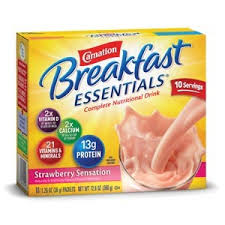 Carnation
Breakfast
ESSENTIALS
Complete Nutritional Drink
10 Servings
2x
VITAMIN D
2x
CALCIUM
21
VITAMINS &
MINERALS
13g
PROTEIN
Strawberry Sensation